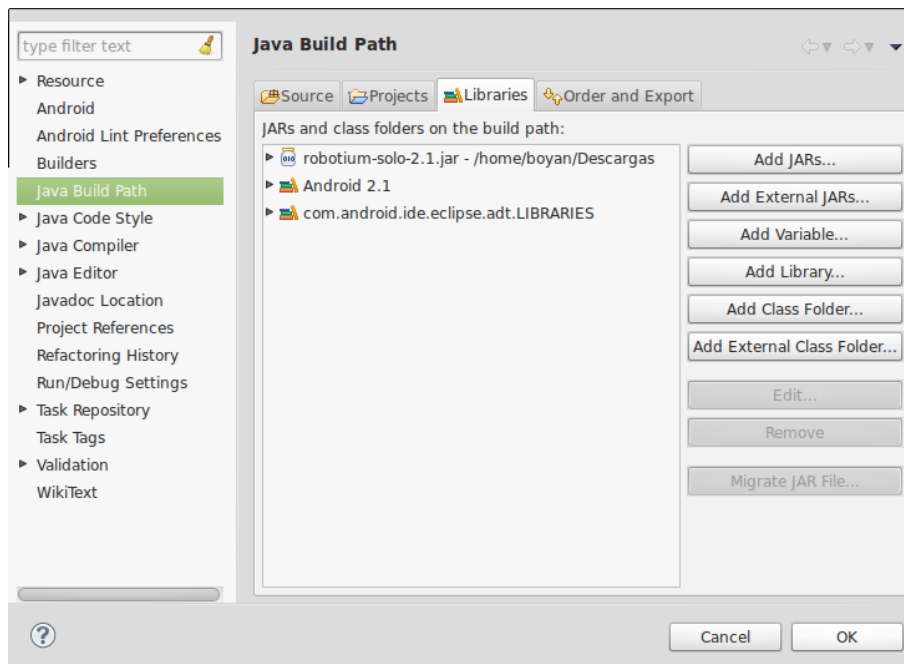 type filter text
Resource
Android
Android Lint Preferences
Builders
Java Build Path
Java Code Style
Java Compiler
Java Editor
Javadoc Location
Project References
Refactoring History
Run/Debug Settings
Task Repository
Task Tags
Validation
WikiText
Java Build Path
Source Projects Libraries Order and Export
JARs and class folders on the build path:
robotium-solo-2.1.jar - /home/boyan/Descargas
Android 2.1
com.android.ide.eclipse.adt.LIBRARIES
Add JARs...
Add External JARs...
Add Variable...
Add Library...
Add Class Folder...
Add External Class Folder...
Edit...
Remove
Migrate JAR File...
Cancel OK